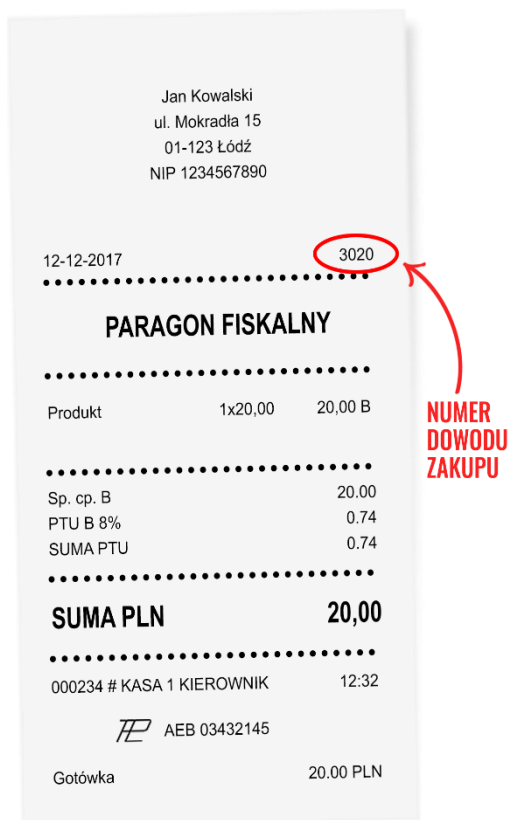 Jan Kowalski
ul. Mokradła 15
01-123 Łódź
NIP 1234567890
12-12-2017 3020
PARAGON FISKALNY
Produkt 1x20,00 20,00 B
NUMER
DOWODU
ZAKUPU
Sp. cp. B 20.00
PTU B 8% 0.74
SUMA PTU 0.74
SUMA PLN 20,00
000234 # KASA 1 KIEROWNIK 12:32
AEB 03432145
Gotówka 20.00 PLN